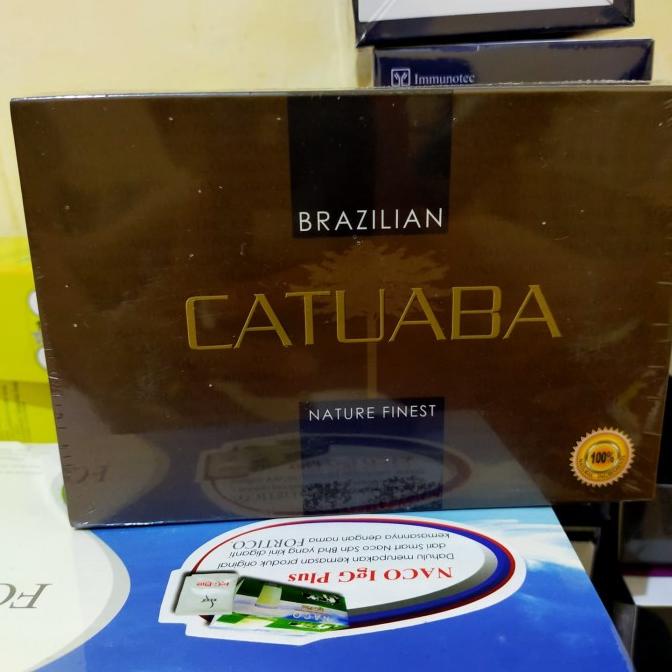 Immunotec
BRAZILIAN
CATUABA
NATURE FINEST
100%
NACO IgG Plus
Dahulu merupakan kemasan produk original
dari Smart Naco Sdn Bhd yang kini diganti
kemasannya dengan nama FORTICO